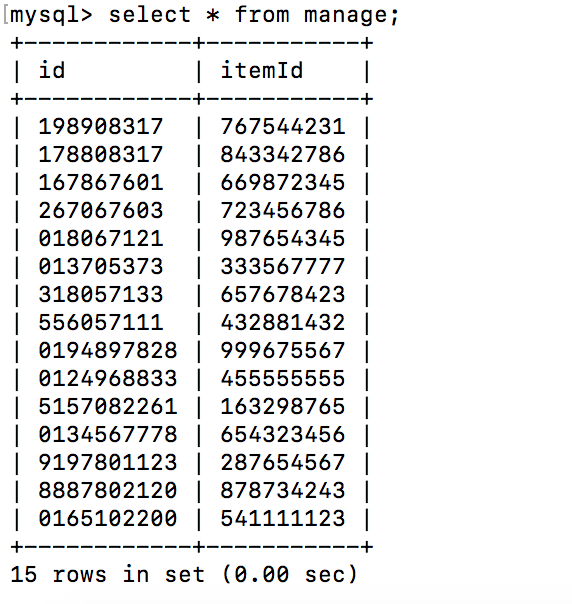 [mysql> select * from manage;
+------------+-----------+
| id         | itemId    |
+------------+-----------+
| 198908317  | 767544231 |
| 178808317  | 843342786 |
| 167867601  | 669872345 |
| 267067603  | 723456786 |
| 018067121  | 987654345 |
| 013705373  | 333567777 |
| 318057133  | 657678423 |
| 556057111  | 432881432 |
| 0194897828 | 999675567 |
| 0124968833 | 455555555 |
| 5157082261 | 163298765 |
| 0134567778 | 654323456 |
| 9197801123 | 287654567 |
| 8887802120 | 878734243 |
| 0165102200 | 541111123 |
+------------+-----------+
15 rows in set (0.00 sec)